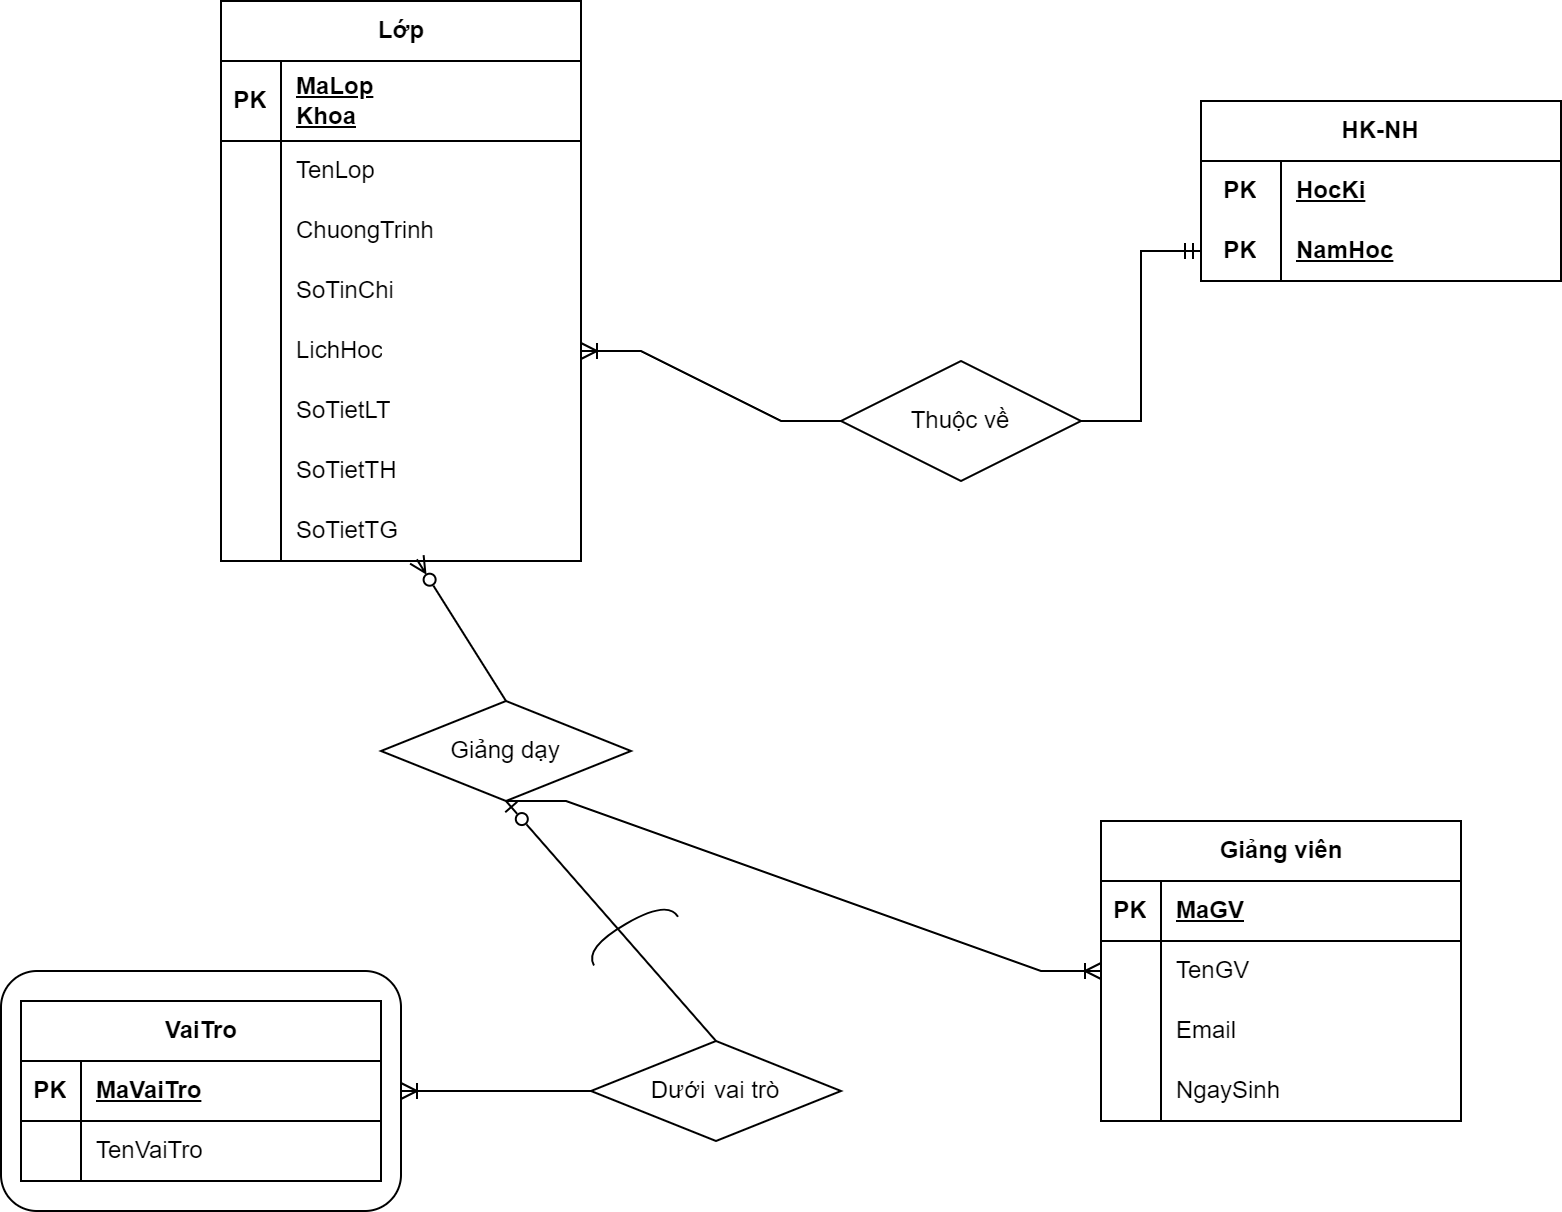 Lớp
PK
MaLop
Khoa
TenLop
ChuongTrinh
SoTinChi
LichHoc
SoTietLT
SoTietTH
SoTietTG
HK-NH
PK HocKi
PK NamHoc
Thuộc về
Giảng dạy
Giảng viên
PK MaGV
TenGV
Email
NgaySinh
VaiTro
PK MaVaiTro
TenVaiTro
Dưới vai trò